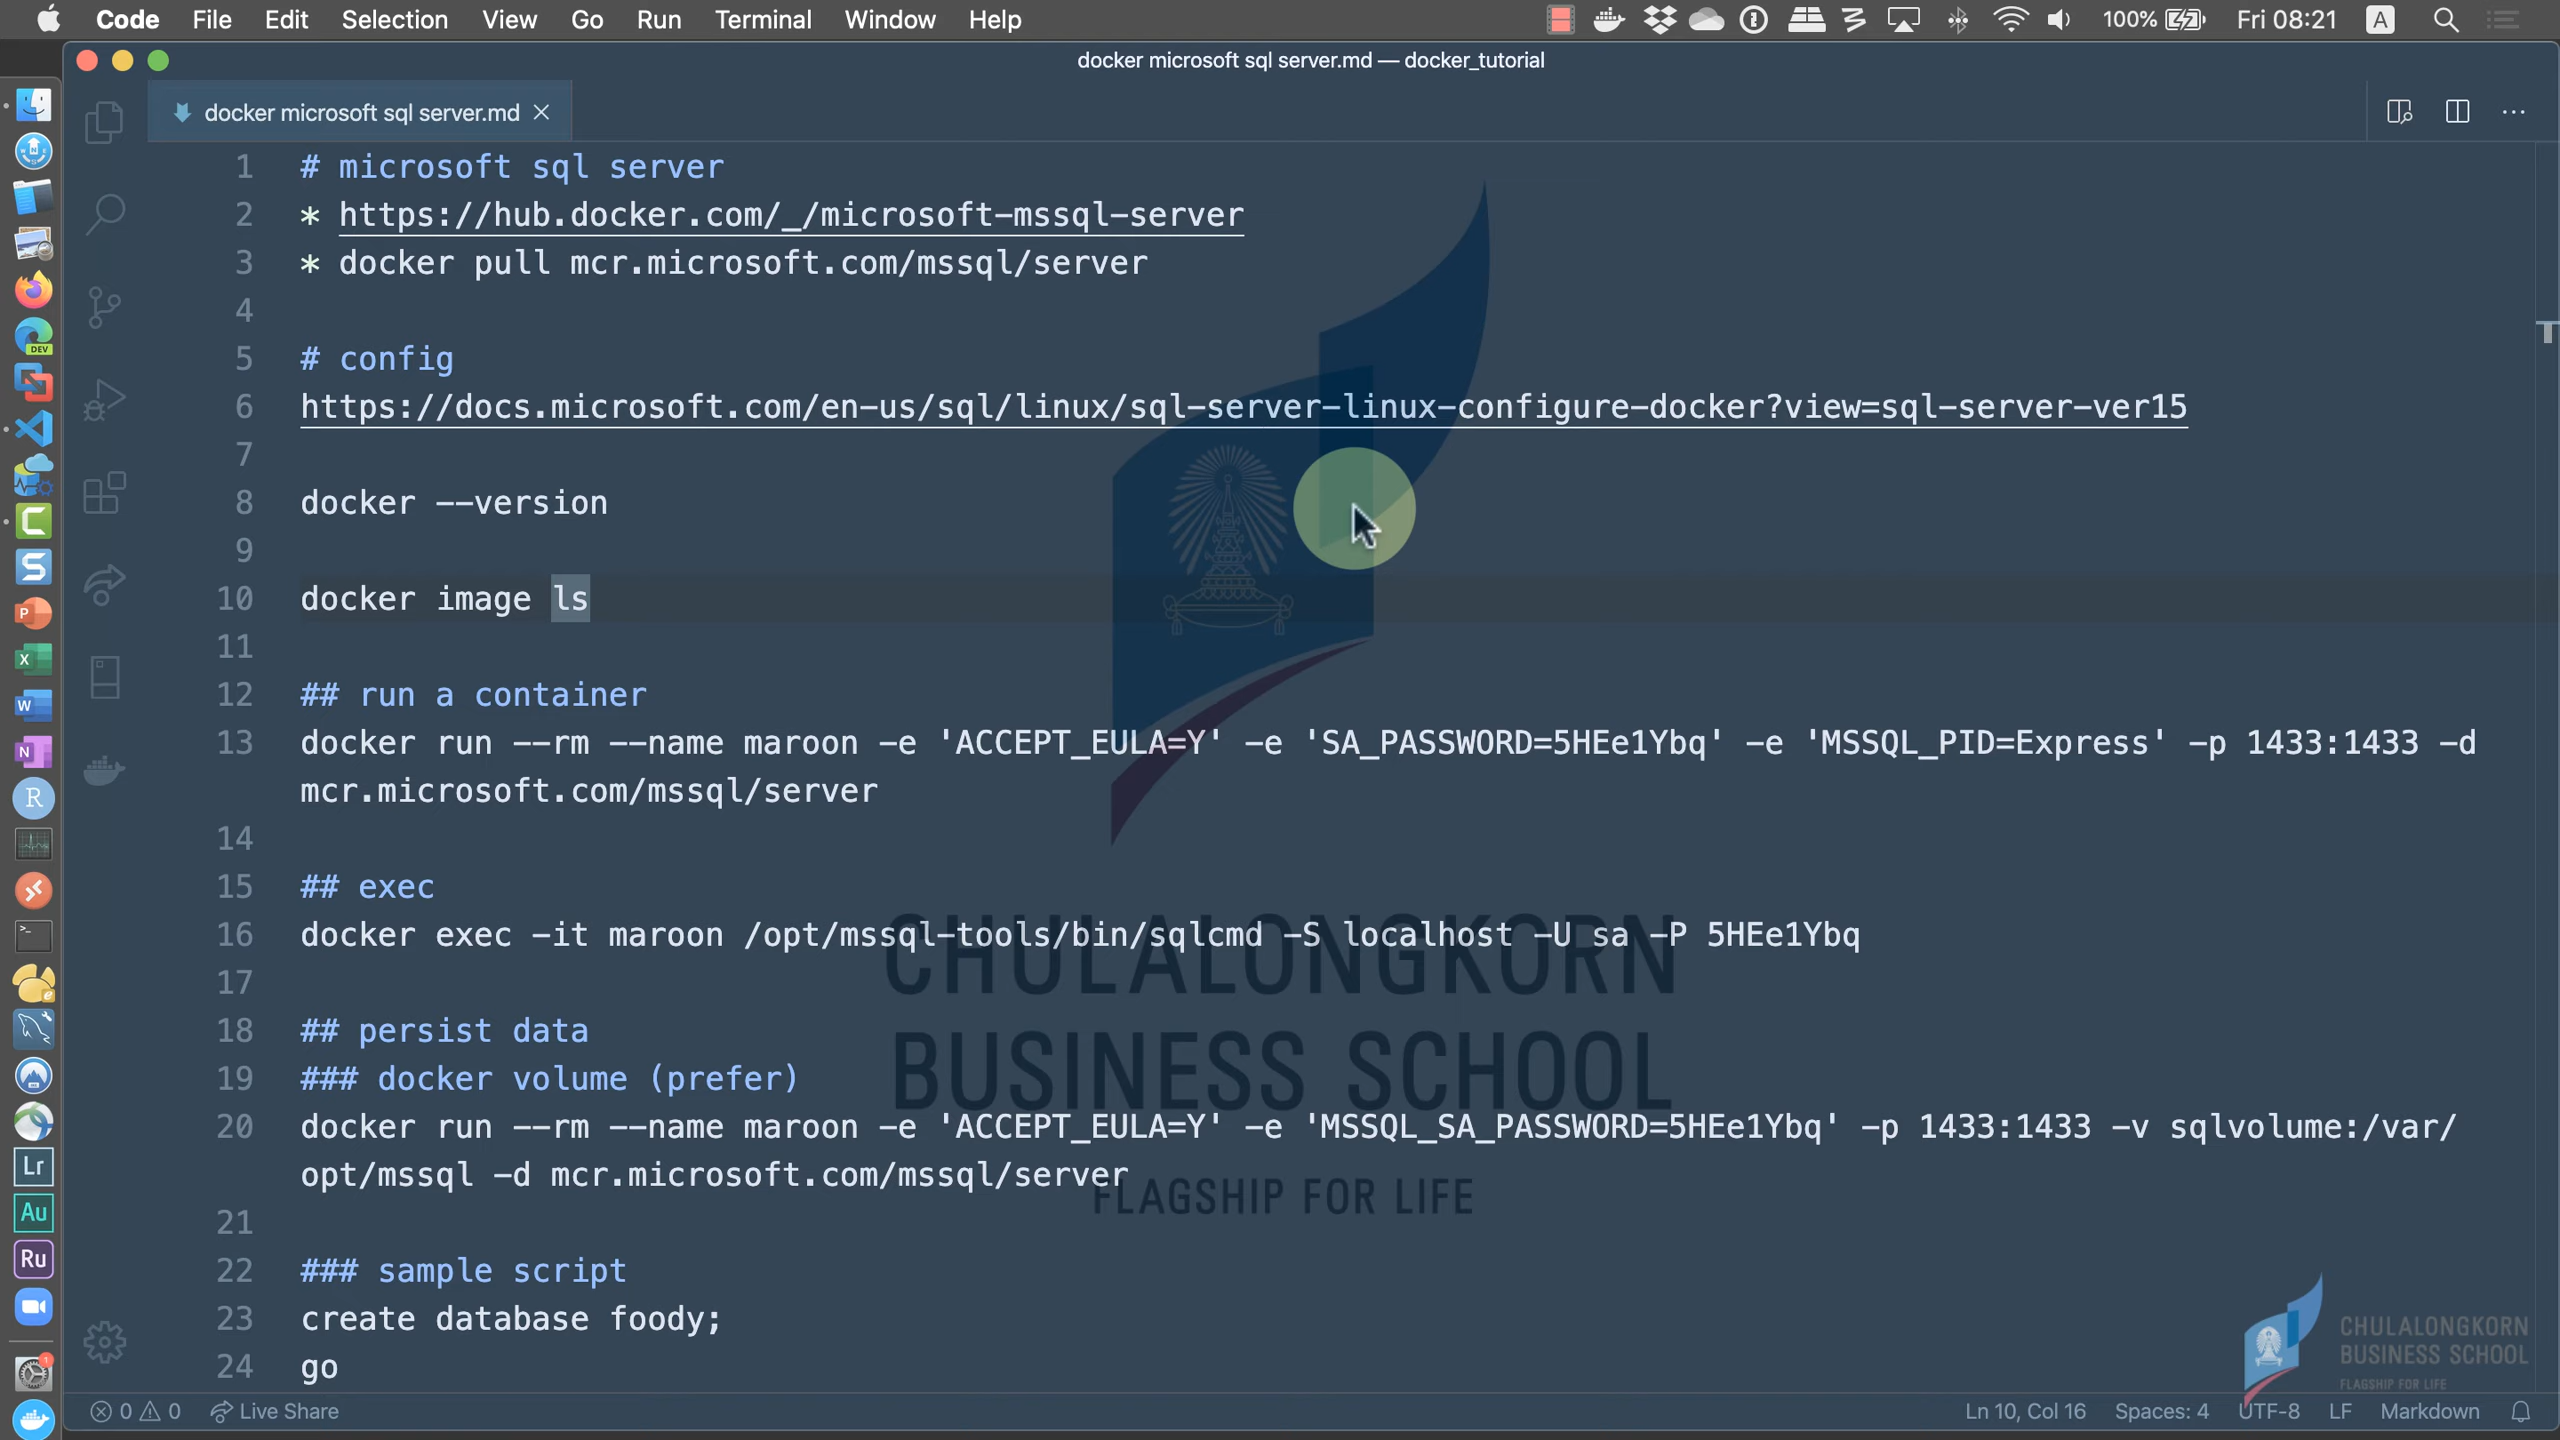 Code File Edit Selection View Go Run Terminal Window Help 100% Fri 08:21 A
docker microsoft sql server.md — docker_tutorial
docker microsoft sql server.md
1 # microsoft sql server
2 * https://hub.docker.com/_/microsoft-mssql-server
3 * docker pull mcr.microsoft.com/mssql/server
4
5 # config
6 https://docs.microsoft.com/en-us/sql/linux/sql-server-linux-configure-docker?view=sql-server-ver15
7
8 docker --version
9
10 docker image ls
11
12 ## run a container
13 docker run --rm --name maroon -e 'ACCEPT_EULA=Y' -e 'SA_PASSWORD=5HEe1Ybq' -e 'MSSQL_PID=Express' -p 1433:1433 -d
mcr.microsoft.com/mssql/server
14
15 ## exec
16 docker exec -it maroon /opt/mssql-tools/bin/sqlcmd -S localhost -U sa -P 5HEe1Ybq
17
18 ## persist data
19 ### docker volume (prefer)
20 docker run --rm --name maroon -e 'ACCEPT_EULA=Y' -e 'MSSQL_SA_PASSWORD=5HEe1Ybq' -p 1433:1433 -v sqlvolume:/var/
opt/mssql -d mcr.microsoft.com/mssql/server
21
22 ### sample script
23 create database foody;
24 go
CHULALONGKORN
BUSINESS SCHOOL
FLAGSHIP FOR LIFE
CHULALONGKORN
BUSINESS SCHOOL
FLAGSHIP FOR LIFE
DEV
C
S
P
X
W
N
R
Lr
Au
Ru
1
0 0 Live Share Ln 10, Col 16 Spaces: 4 UTF-8 LF Markdown